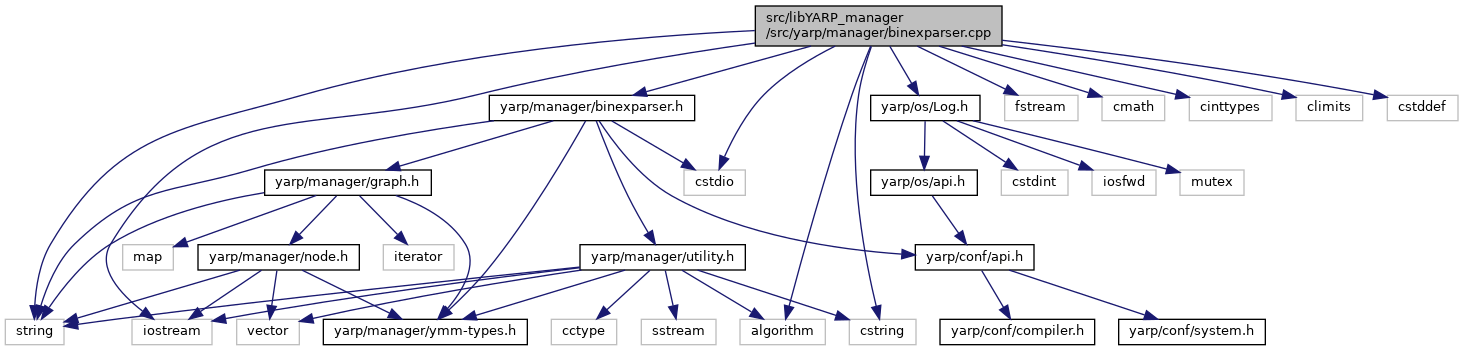 src/libYARP_manager
/src/yarp/manager/binexparser.cpp
yarp/manager/binexparser.h
yarp/os/Log.h
fstream
cmath
cinttypes
climits
cstddef
yarp/manager/graph.h
cstdio
yarp/os/api.h
cstdint
iosfwd
mutex
map
yarp/manager/node.h
iterator
yarp/manager/utility.h
yarp/conf/api.h
string
iostream
vector
yarp/manager/ymm-types.h
cctype
sstream
algorithm
cstring
yarp/conf/compiler.h
yarp/conf/system.h